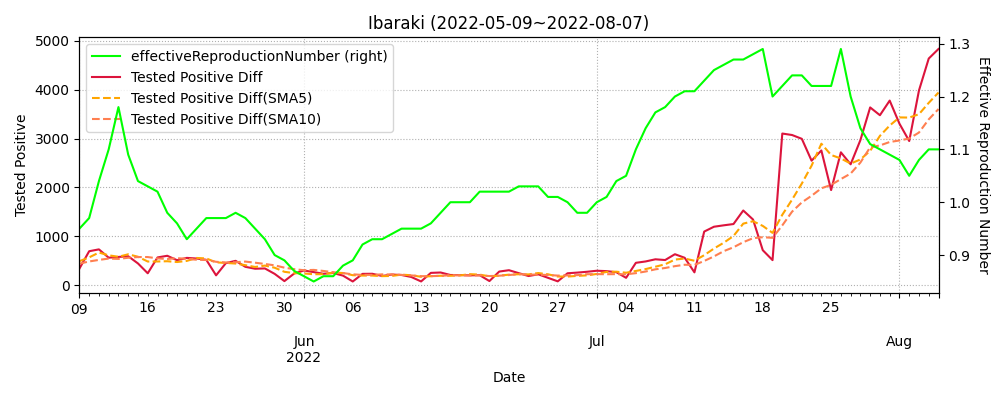 Ibaraki (2022-05-09~2022-08-07)
effectiveReproductionNumber (right)
Tested Positive Diff
Tested Positive Diff(SMA5)
Tested Positive Diff(SMA10)
Tested Positive
5000
4000
3000
2000
1000
0
Effective Reproduction Number
1.3
1.2
1.1
1.0
0.9
09 16 23 30 06 13 20 27 04 11 18 25
Jun Jul Aug
2022
Date